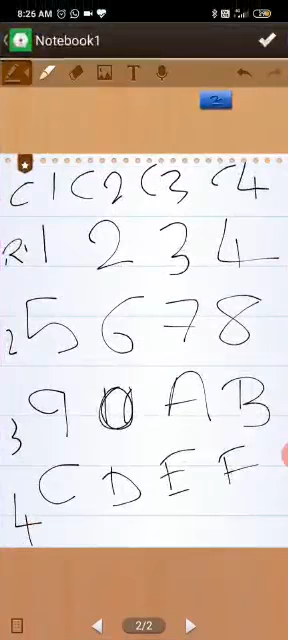 8:26 AM
Notebook1
T
2
C1 C2 C3 C4
R1 1 2 3 4
2 5 6 7 8
3 9 0 A B
4 C D E F
2/2